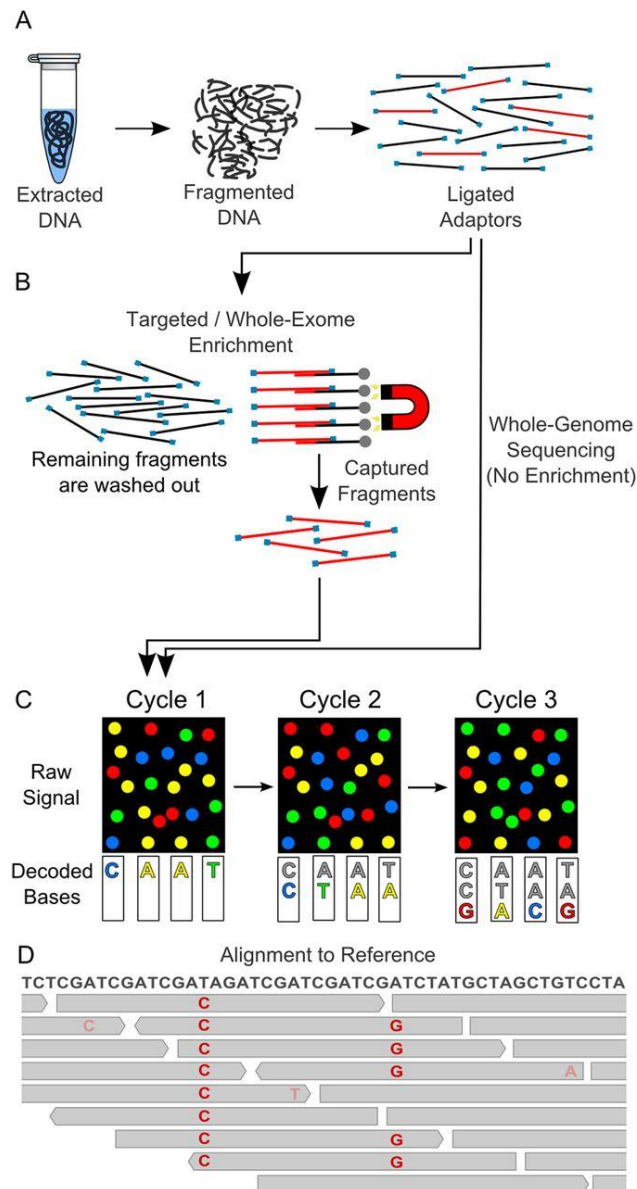 A
Extracted
DNA
Fragmented
DNA
Ligated
Adaptors
B
Targeted / Whole-Exome
Enrichment
Remaining fragments
are washed out
Captured
Fragments
Whole-Genome
Sequencing
(No Enrichment)
C
Cycle 1
Cycle 2
Cycle 3
Raw
Signal
Decoded
Bases
C A A T
C A A T
C T A A
C A A T
C T A A
G A C G
D
Alignment to Reference
TCTCGATCGATCGATAGATCGATCGATCGATCTATGCTAGCTGTCCTA
C
C C G
C G
C G A
C T
C
C G
C G